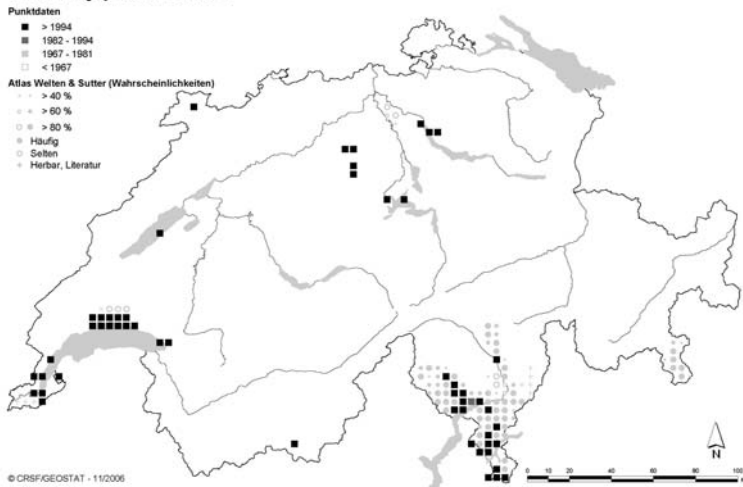 Punktdaten
> 1994
1982 - 1994
1967 - 1981
< 1967
Atlas Welten & Sutter (Wahrscheinlichkeiten)
> 40 %
> 60 %
> 80 %
Häufig
Selten
Herbar, Literatur
N
0 20 40 60 80 100
© CRSF/GEOSTAT - 11/2006